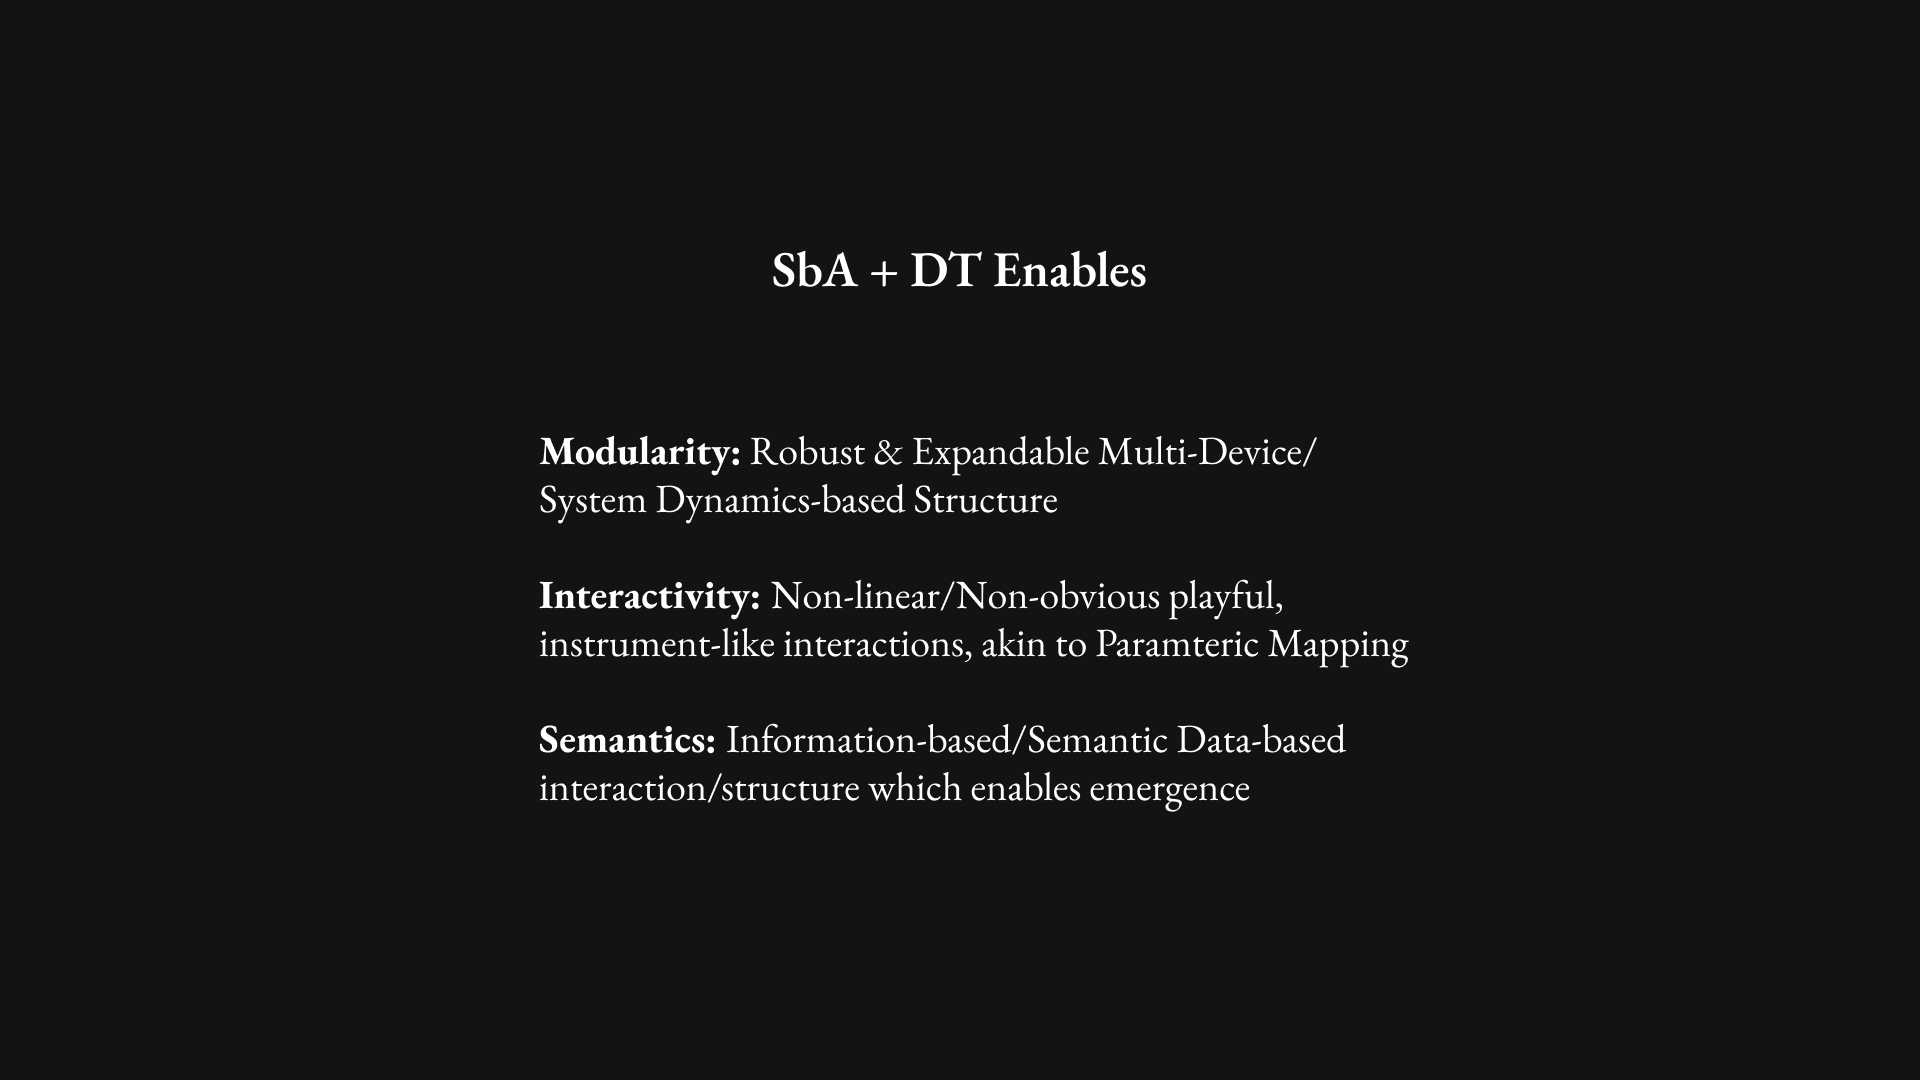 SbA + DT Enables
Modularity: Robust & Expandable Multi-Device/
System Dynamics-based Structure
Interactivity: Non-linear/Non-obvious playful,
instrument-like interactions, akin to Paramteric Mapping
Semantics: Information-based/Semantic Data-based
interaction/structure which enables emergence